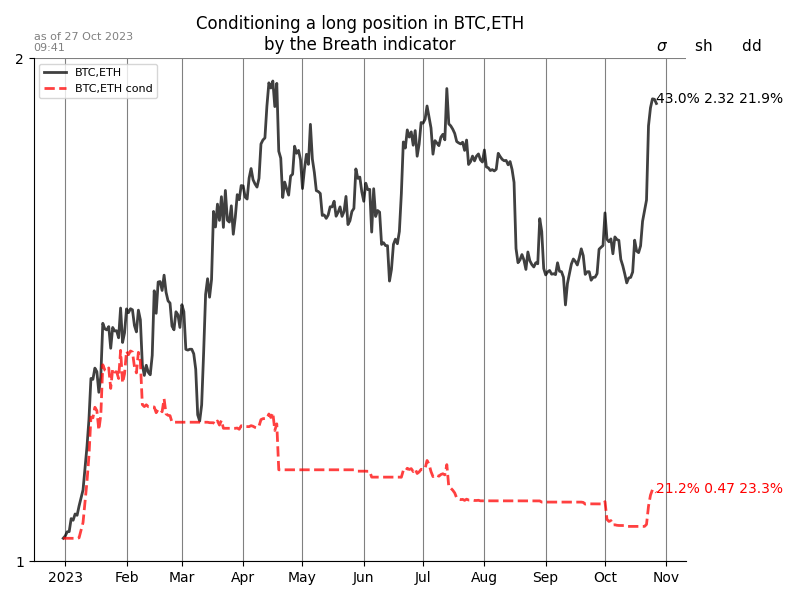 Conditioning a long position in BTC,ETH
by the Breath indicator
as of 27 Oct 2023
09:41
σ sh dd
2
BTC,ETH
BTC,ETH cond
43.0% 2.32 21.9%
21.2% 0.47 23.3%
1
2023 Feb Mar Apr May Jun Jul Aug Sep Oct Nov